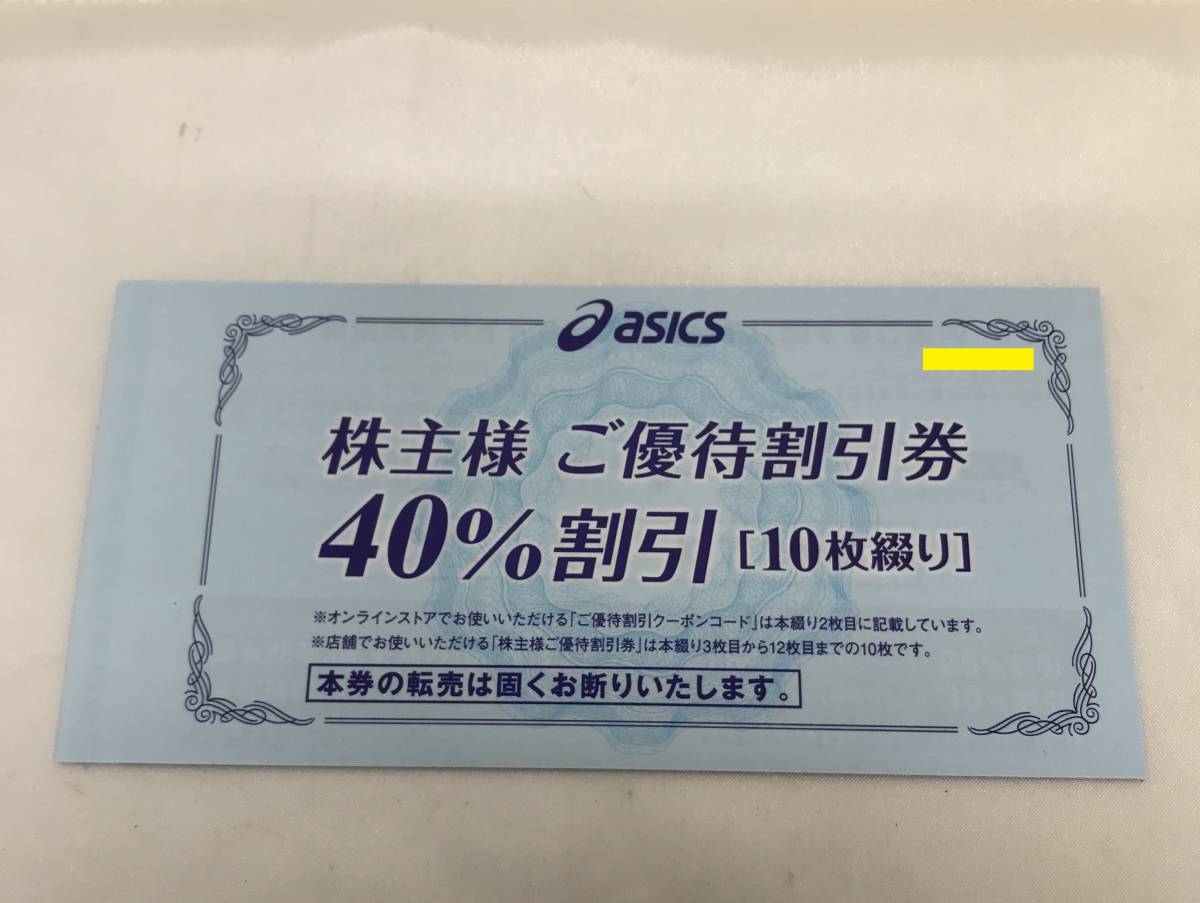 asics
株主様 ご優待割引券
40%割引 [10枚綴り]
※オンラインストアでお使いいただける「ご優待割引クーポンコード」は本綴り2枚目に記載しています。
※店舗でお使いいただける「株主様ご優待割引券」は本綴り3枚目から12枚目までの10枚です。
本券の転売は固くお断りいたします。